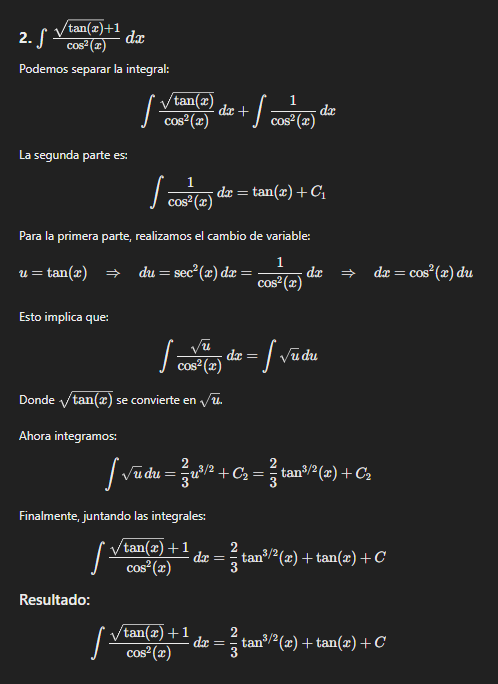 2. ∫ (√tan(x)+1)/cos²(x) dx
Podemos separar la integral:
∫ √tan(x)/cos²(x) dx + ∫ 1/cos²(x) dx
La segunda parte es:
∫ 1/cos²(x) dx = tan(x) + C₁
Para la primera parte, realizamos el cambio de variable:
u = tan(x) ⇒ du = sec²(x) dx = 1/cos²(x) dx ⇒ dx = cos²(x) du
Esto implica que:
∫ √u/cos²(x) dx = ∫ √u du
Donde √tan(x) se convierte en √u.
Ahora integramos:
∫ √u du = 2/3 u^(3/2) + C₂ = 2/3 tan^(3/2)(x) + C₂
Finalmente, juntando las integrales:
∫ (√tan(x) + 1)/cos²(x) dx = 2/3 tan^(3/2)(x) + tan(x) + C
Resultado:
∫ (√tan(x) + 1)/cos²(x) dx = 2/3 tan^(3/2)(x) + tan(x) + C